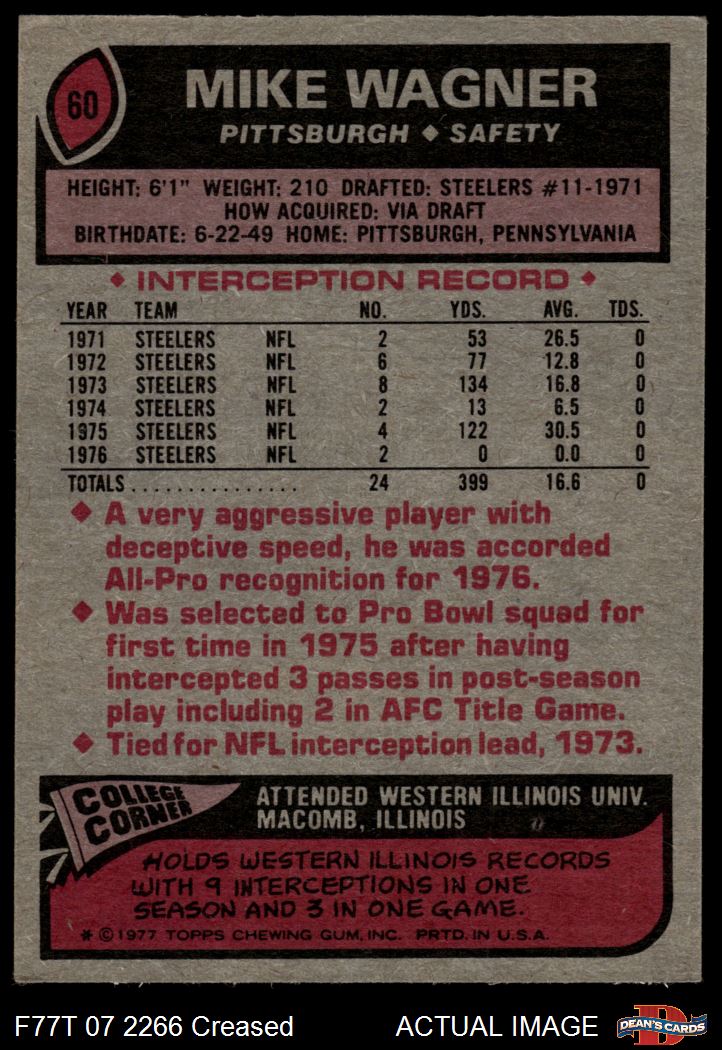 60
MIKE WAGNER
PITTSBURGH ♦ SAFETY
HEIGHT: 6'1" WEIGHT: 210 DRAFTED: STEELERS #11-1971
HOW ACQUIRED: VIA DRAFT
BIRTHDATE: 6-22-49 HOME: PITTSBURGH, PENNSYLVANIA
♦ INTERCEPTION RECORD ♦
YEAR TEAM NO. YDS. AVG. TDS.
1971 STEELERS NFL 2 53 26.5 0
1972 STEELERS NFL 6 77 12.8 0
1973 STEELERS NFL 8 134 16.8 0
1974 STEELERS NFL 2 13 6.5 0
1975 STEELERS NFL 4 122 30.5 0
1976 STEELERS NFL 2 0 0.0 0
TOTALS................ 24 399 16.6 0
♦ A very aggressive player with
deceptive speed, he was accorded
All-Pro recognition for 1976.
♦ Was selected to Pro Bowl squad for
first time in 1975 after having
intercepted 3 passes in post-season
play including 2 in AFC Title Game.
♦ Tied for NFL interception lead, 1973.
COLLEGE
CORNER
ATTENDED WESTERN ILLINOIS UNIV.
MACOMB, ILLINOIS
HOLDS WESTERN ILLINOIS RECORDS
WITH 9 INTERCEPTIONS IN ONE
SEASON AND 3 IN ONE GAME.
* © 1977 TOPPS CHEWING GUM, INC. PRTD. IN U.S.A.
F77T 07 2266 Creased ACTUAL IMAGE
D
DEAN'S CARDS